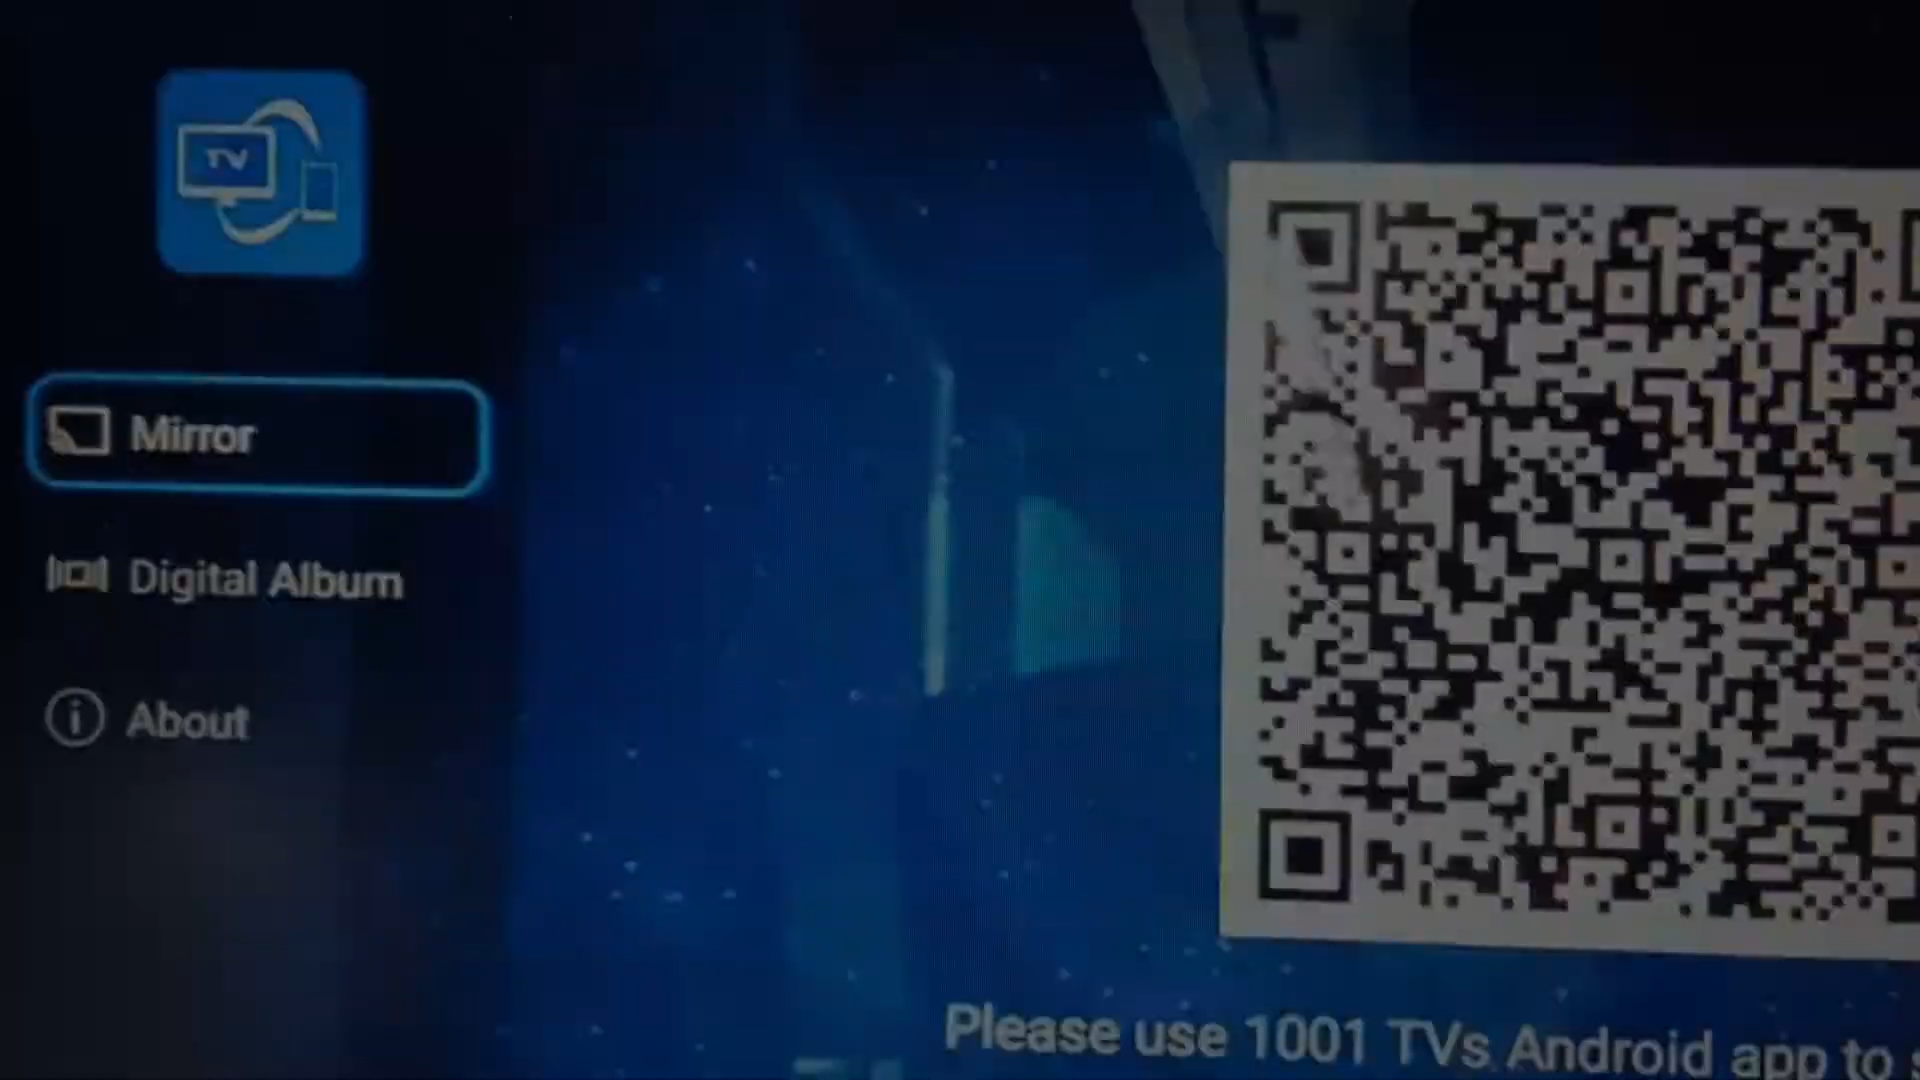 TV
Mirror
Digital Album
About
Please use 1001 TVs Android app to